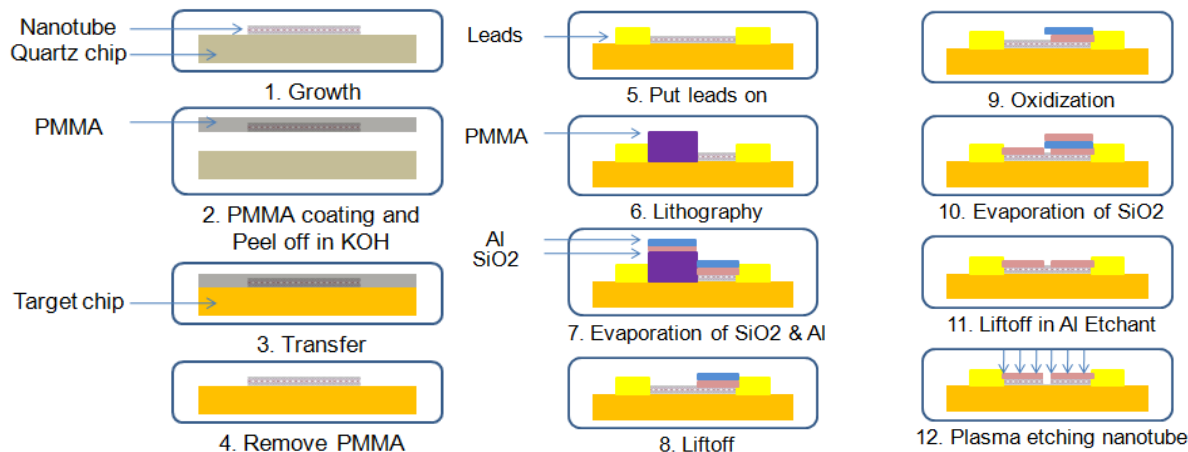 Nanotube
Quartz chip
1. Growth
PMMA
2. PMMA coating and
Peel off in KOH
Target chip
3. Transfer
4. Remove PMMA
Leads
5. Put leads on
PMMA
6. Lithography
Al
SiO2
7. Evaporation of SiO2 & Al
8. Liftoff
9. Oxidization
10. Evaporation of SiO2
11. Liftoff in Al Etchant
12. Plasma etching nanotube